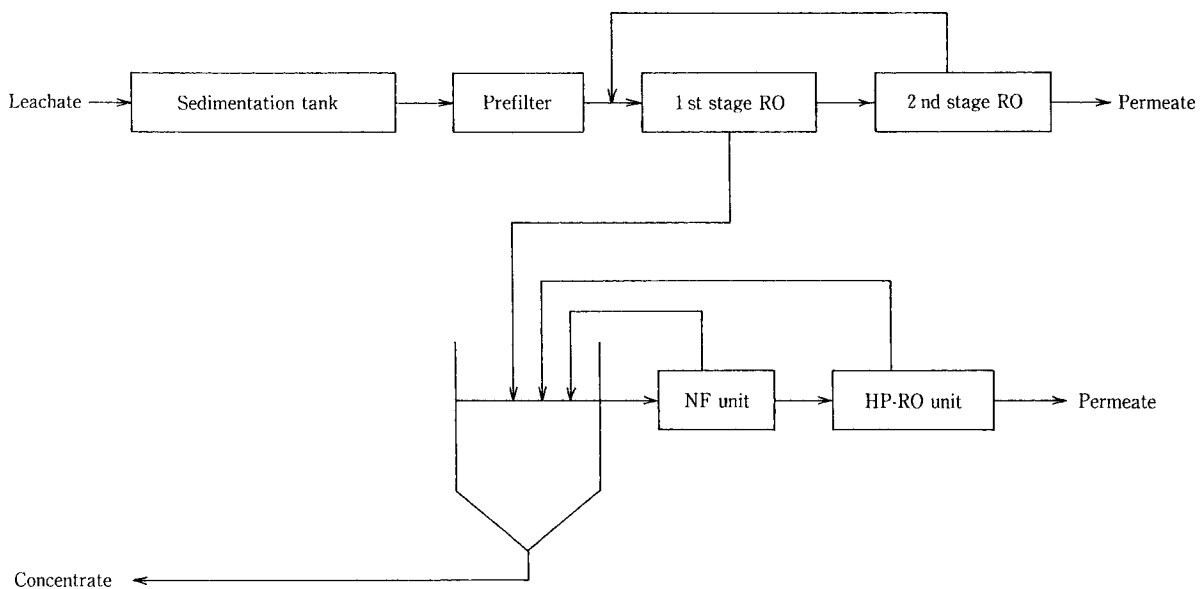 Leachate
Sedimentation tank
Prefilter
1 st stage RO
2 nd stage RO
Permeate
NF unit
HP-RO unit
Permeate
Concentrate